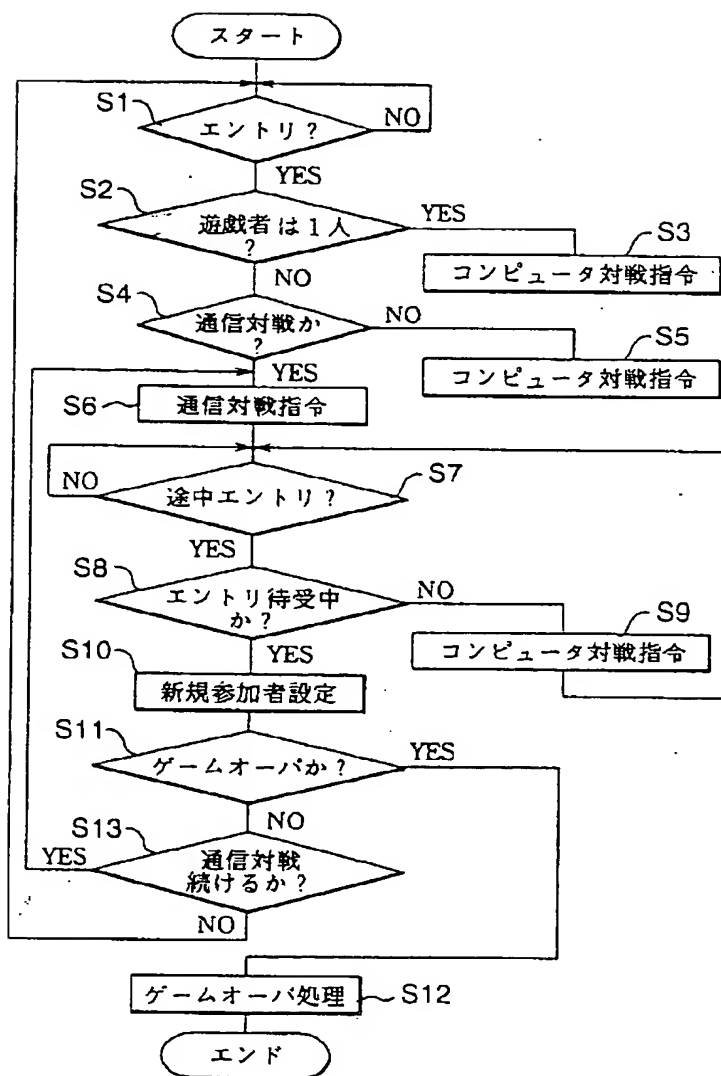 スタート
S1
エントリ?
NO
YES
S2
遊戯者は1人
?
YES
S3
コンピュータ対戦指令
NO
S4
通信対戦か
?
NO
S5
コンピュータ対戦指令
YES
S6
通信対戦指令
NO
途中エントリ?
S7
YES
S8
エントリ待受中
か?
NO
S9
コンピュータ対戦指令
YES
S10
新規参加者設定
S11
ゲームオーバか?
YES
NO
S13
YES
通信対戦
続けるか?
NO
ゲームオーバ処理
S12
エンド